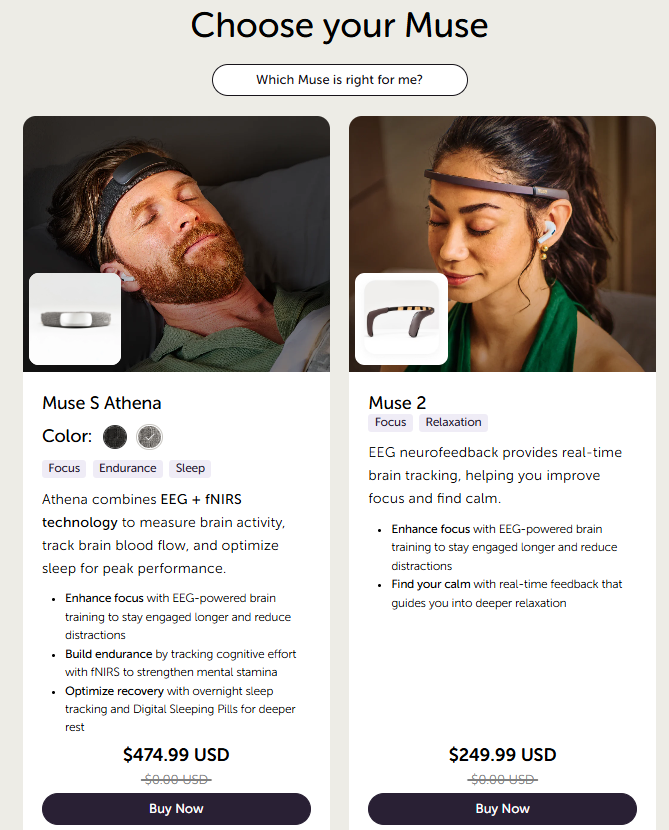 Choose your Muse
Which Muse is right for me?
Muse S Athena
Color:
Focus Endurance Sleep
Athena combines EEG + fNIRS
technology to measure brain activity,
track brain blood flow, and optimize
sleep for peak performance.
• Enhance focus with EEG-powered brain
training to stay engaged longer and reduce
distractions
• Build endurance by tracking cognitive effort
with fNIRS to strengthen mental stamina
• Optimize recovery with overnight sleep
tracking and Digital Sleeping Pills for deeper
rest
$474.99 USD
$0.00 USD
Buy Now
Muse 2
Focus Relaxation
EEG neurofeedback provides real-time
brain tracking, helping you improve
focus and find calm.
• Enhance focus with EEG-powered brain
training to stay engaged longer and reduce
distractions
• Find your calm with real-time feedback that
guides you into deeper relaxation
$249.99 USD
$0.00 USD
Buy Now